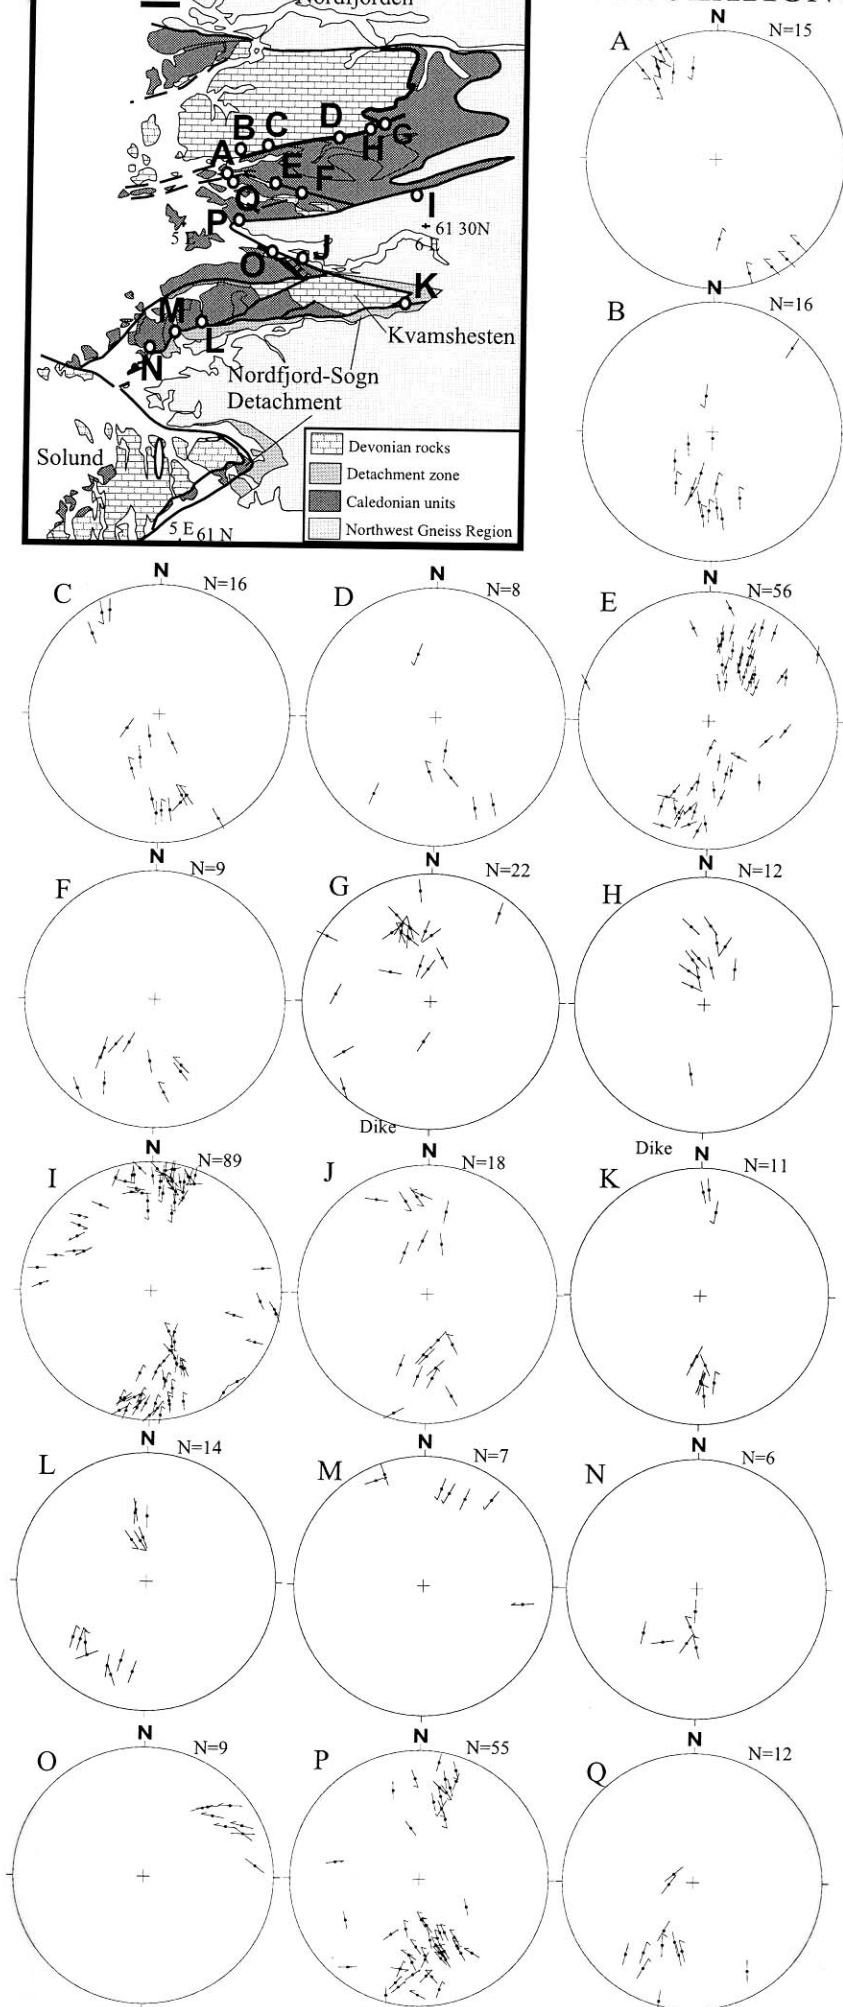 Nordfjorden
A
N
N=15
B
C
D
H
G
A
E
F
Q
P
I
5 E
61 30N
6 E
O
J
K
M
L
N
Kvamshesten
Nordfjord-Sogn
Detachment
Solund
Devonian rocks
Detachment zone
Caledonian units
Northwest Gneiss Region
5 E 61 N
B
N
N=16
C
N
N=16
D
N
N=8
E
N
N=56
F
N
N=9
G
N
N=22
H
N
N=12
Dike
I
N
N=89
J
N
N=18
Dike
K
N
N=11
L
N
N=14
M
N
N=7
N
N
N=6
O
N
N=9
P
N
N=55
Q
N
N=12